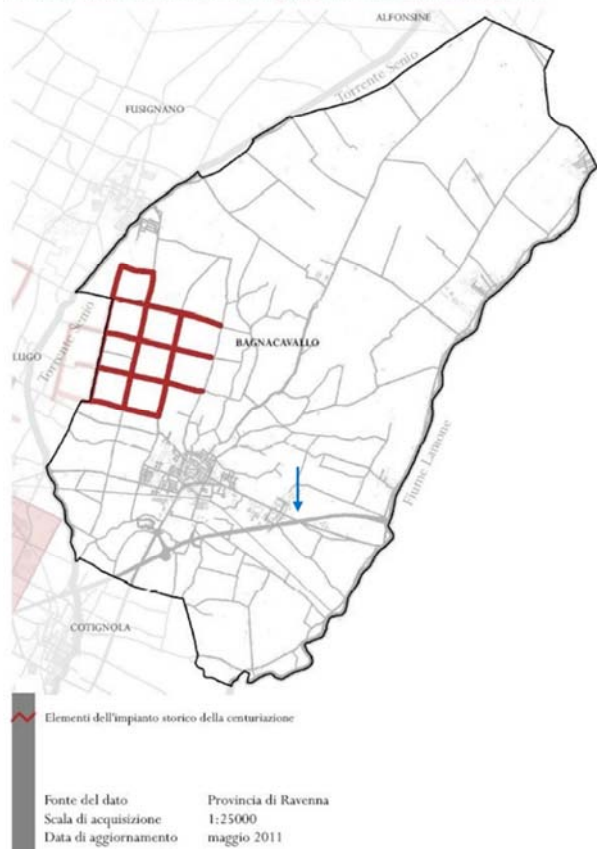 ALFONSINE
Torrente Senio
FUSIGNANO
BAGNACAVALLO
LUGO
Torrente Senio
Fiume Lamone
COTIGNOLA
Elementi dell'impianto storico della centuriazione
Fonte del dato Provincia di Ravenna
Scala di acquisizione 1:25000
Data di aggiornamento maggio 2011